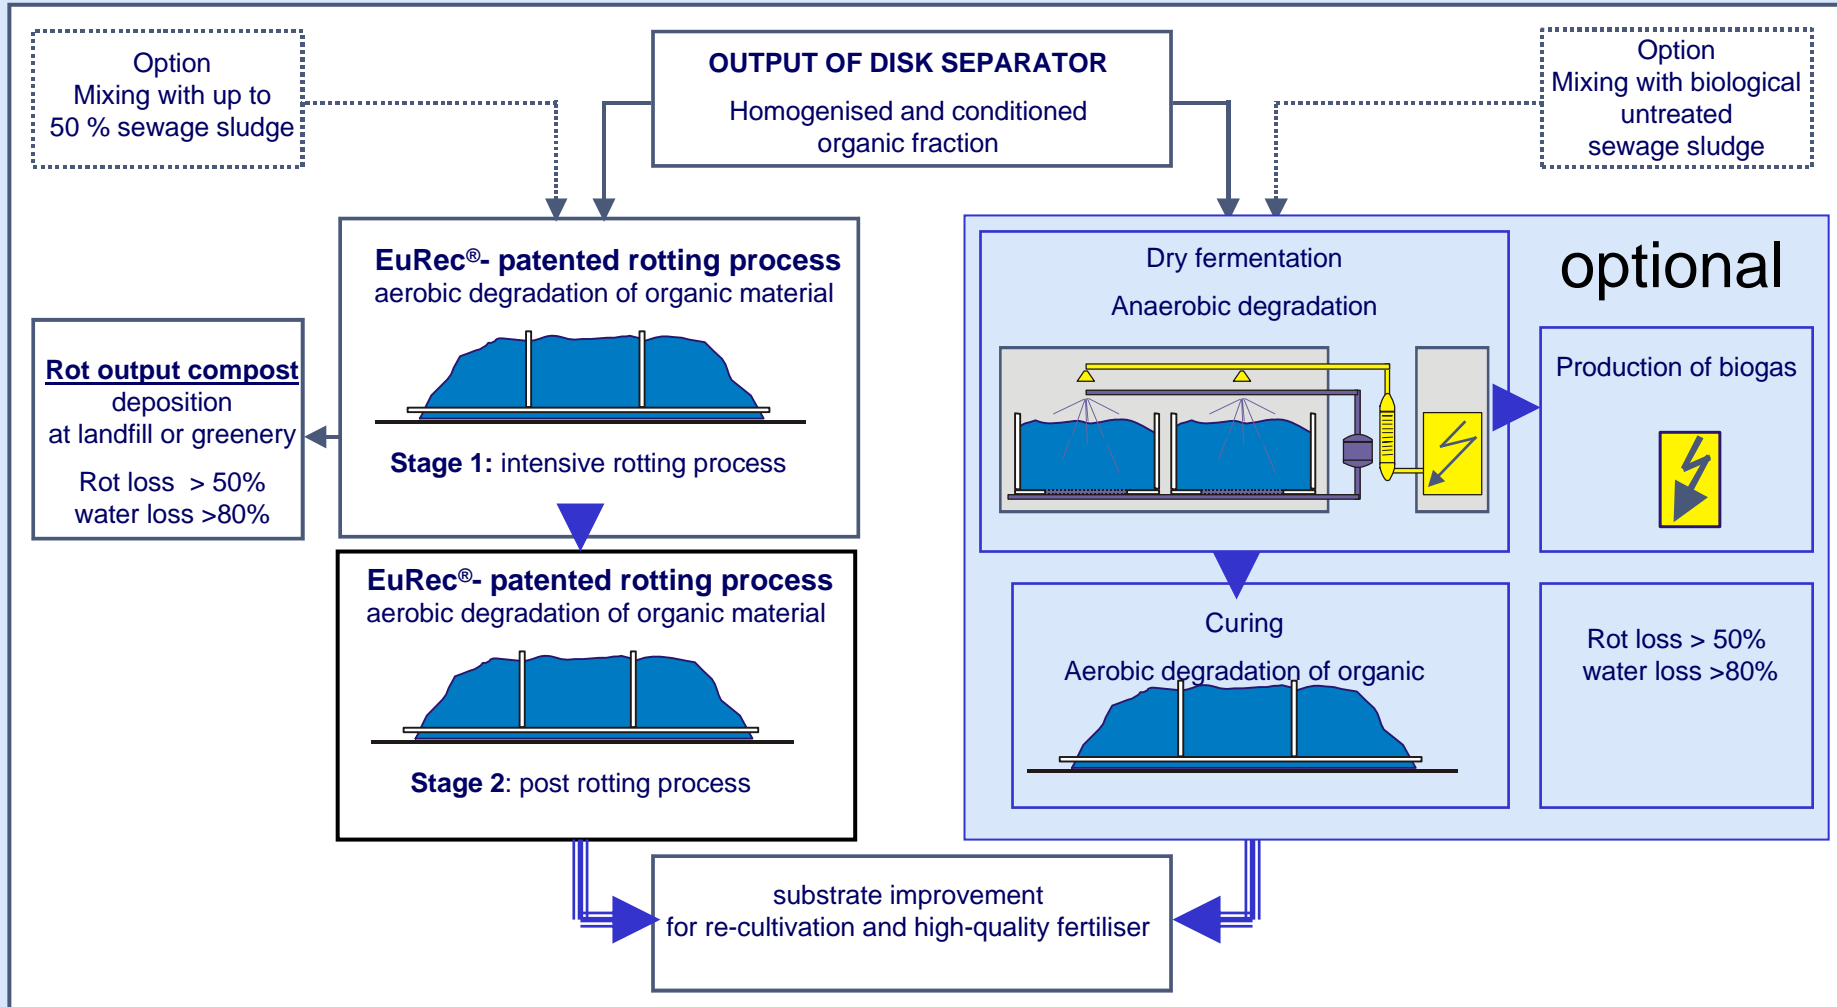 Option
Mixing with up to
50 % sewage sludge
OUTPUT OF DISK SEPARATOR
Homogenised and conditioned
organic fraction
Option
Mixing with biological
untreated
sewage sludge
EuRec®- patented rotting process
aerobic degradation of organic material
Stage 1: intensive rotting process
Rot output compost
deposition
at landfill or greenery
Rot loss > 50%
water loss >80%
EuRec®- patented rotting process
aerobic degradation of organic material
Stage 2: post rotting process
optional
Dry fermentation
Anaerobic degradation
Production of biogas
Curing
Aerobic degradation of organic
Rot loss > 50%
water loss >80%
substrate improvement
for re-cultivation and high-quality fertiliser